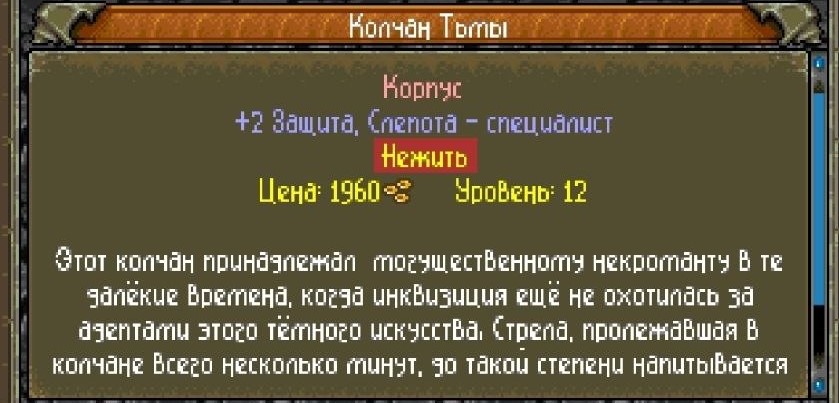 Колчан Тьмы
Корпус
+2 Защита, Слепота - специалист
Нежить
Цена: 1960 Уровень: 12
Этот колчан принадлежал могущественному некроманту в те
далёкие времена, когда инквизиция ещё не охотилась за
адептами этого тёмного искусства. Стрела, пролежавшая в
колчане всего несколько минут, до такой степени напитывается